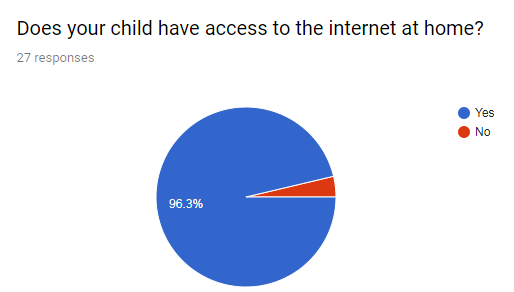 Does your child have access to the internet at home?
27 responses
Yes
No
96.3%